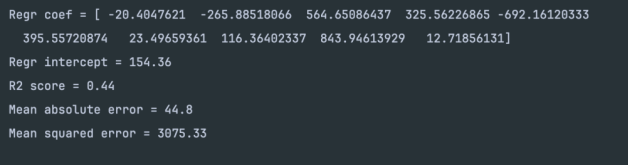 Regr coef = [ -20.4047621  -265.88518066  564.65086437  325.56226865 -692.16120333
  395.55720874   23.49659361  116.36402337  843.94613929   12.71856131]
Regr intercept = 154.36
R2 score = 0.44
Mean absolute error = 44.8
Mean squared error = 3075.33